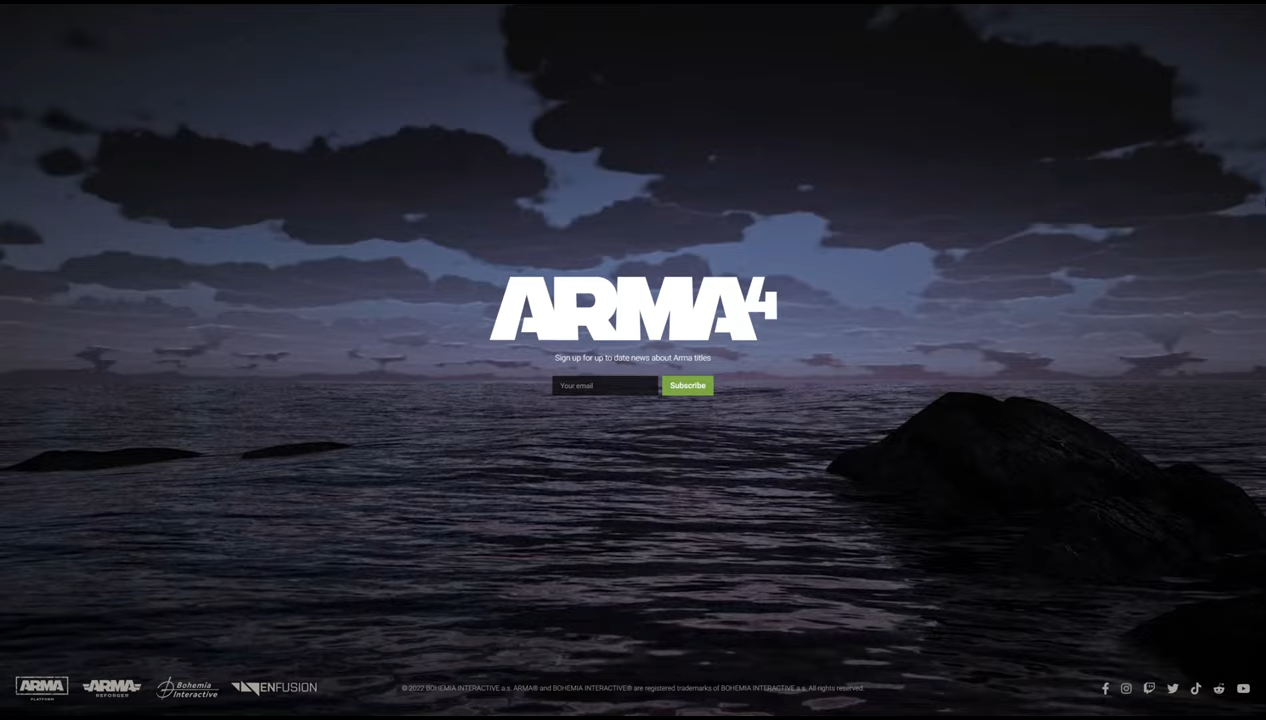 ARMA 4
Sign up for up to date news about Arma titles
Your email
Subscribe
ARMA
PLATFORM
ARMA
REFORGER
Bohemia
Interactive
ENFUSION
© 2022 BOHEMIA INTERACTIVE a.s. ARMA® and BOHEMIA INTERACTIVE® are registered trademarks of BOHEMIA INTERACTIVE a.s. All rights reserved.